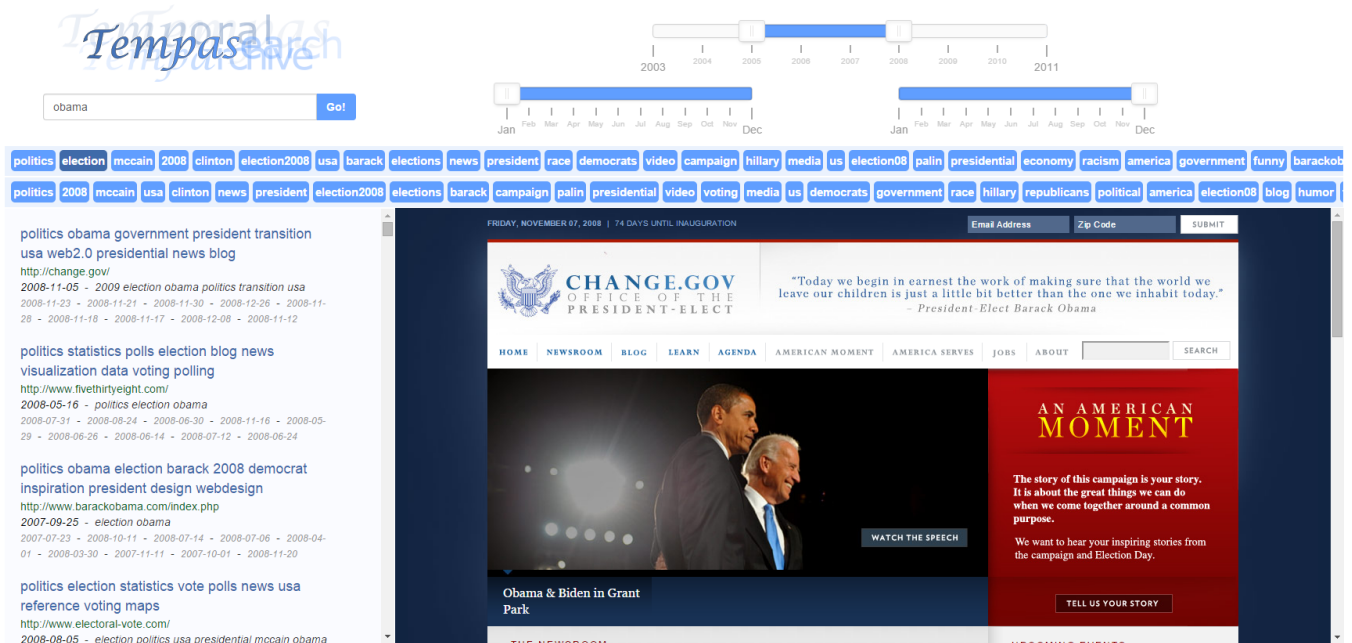 Temporal
Tempas earch
rchive
obama
Go!
2003 2004 2005 2006 2007 2008 2009 2010 2011
Jan Feb Mar Apr May Jun Jul Aug Sep Oct Nov Dec
Jan Feb Mar Apr May Jun Jul Aug Sep Oct Nov Dec
politics election mccain 2008 clinton election2008 usa barack elections news president race democrats video campaign hillary media us election08 palin presidential economy racism america government funny barackob
politics 2008 mccain usa clinton news president election2008 elections barack campaign palin presidential video voting media us democrats government race hillary republicans political america election08 blog humor
politics obama government president transition
usa web2.0 presidential news blog
http://change.gov/
2008-11-05 - 2009 election obama politics transition usa
2008-11-23 - 2008-11-21 - 2008-11-30 - 2008-12-26 - 2008-11-
28 - 2008-11-18 - 2008-11-17 - 2008-12-08 - 2008-11-12
politics statistics polls election blog news
visualization data voting polling
http://www.fivethirtyeight.com/
2008-05-16 - politics election obama
2008-07-31 - 2008-08-24 - 2008-06-30 - 2008-11-16 - 2008-05-
29 - 2008-06-26 - 2008-06-14 - 2008-07-12 - 2008-06-24
politics obama election barack 2008 democrat
inspiration president design webdesign
http://www.barackobama.com/index.php
2007-09-25 - election obama
2007-07-23 - 2008-10-11 - 2008-07-14 - 2008-07-06 - 2008-04-
01 - 2008-03-30 - 2007-11-11 - 2007-10-01 - 2008-11-20
politics election statistics vote polls news usa
reference voting maps
http://www.electoral-vote.com/
2008-08-05 - election politics usa presidential mccain obama
FRIDAY, NOVEMBER 07, 2008 | 74 DAYS UNTIL INAUGURATION
Email Address Zip Code SUBMIT
CHANGE.GOV
OFFICE OF THE
PRESIDENT-ELECT
“Today we begin in earnest the work of making sure that the world we
leave our children is just a little bit better than the one we inhabit today.”
– President-Elect Barack Obama
HOME NEWSROOM BLOG LEARN AGENDA AMERICAN MOMENT AMERICA SERVES JOBS ABOUT SEARCH
WATCH THE SPEECH
Obama & Biden in Grant
Park
AN AMERICAN
MOMENT
The story of this campaign is your story.
It is about the great things we can do
when we come together around a common
purpose.
We want to hear your inspiring stories from
the campaign and Election Day.
TELL US YOUR STORY
THE NEWSROOM
UPCOMING EVENTS